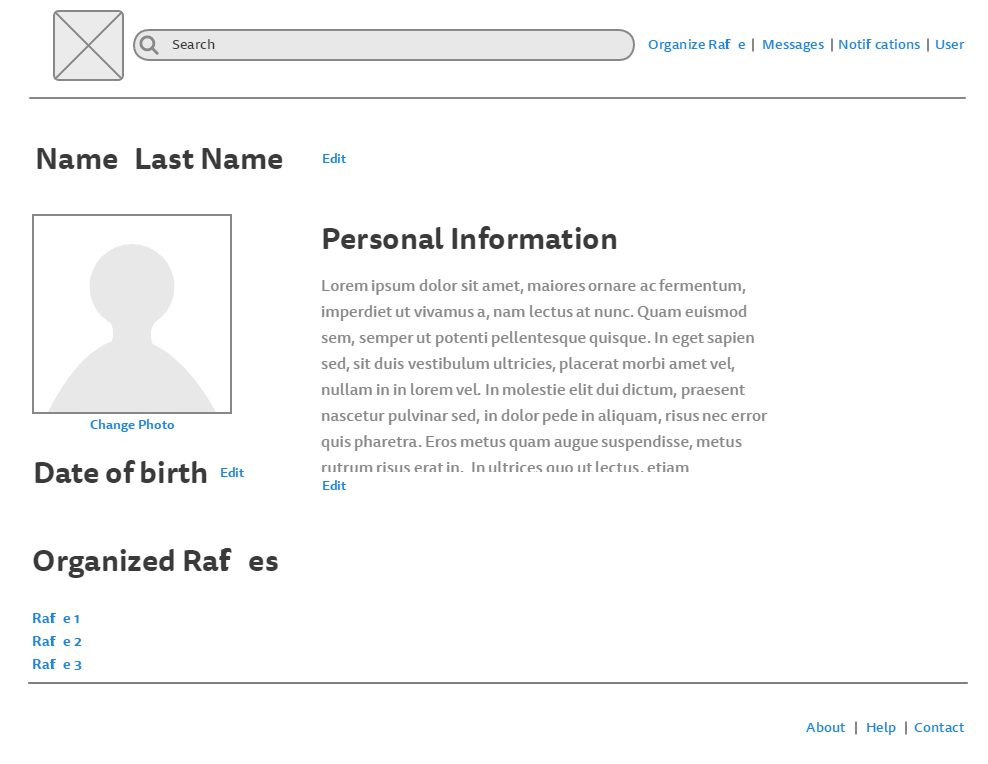 Search
Organize Raf e | Messages | Notif cations | User
Name Last Name
Edit
Personal Information
Lorem ipsum dolor sit amet, maiores ornare ac fermentum,
imperdiet ut vivamus a, nam lectus at nunc. Quam euismod
sem, semper ut potenti pellentesque quisque. In eget sapien
sed, sit duis vestibulum ultricies, placerat morbi amet vel,
nullam in in lorem vel. In molestie elit dui dictum, praesent
nascetur pulvinar sed, in dolor pede in aliquam, risus nec error
quis pharetra. Eros metus quam augue suspendisse, metus
rutrum risus erat in. In ultrices quo ut lectus, etiam
Edit
Change Photo
Date of birth Edit
Organized Raf es
Raf e 1
Raf e 2
Raf e 3
About | Help | Contact